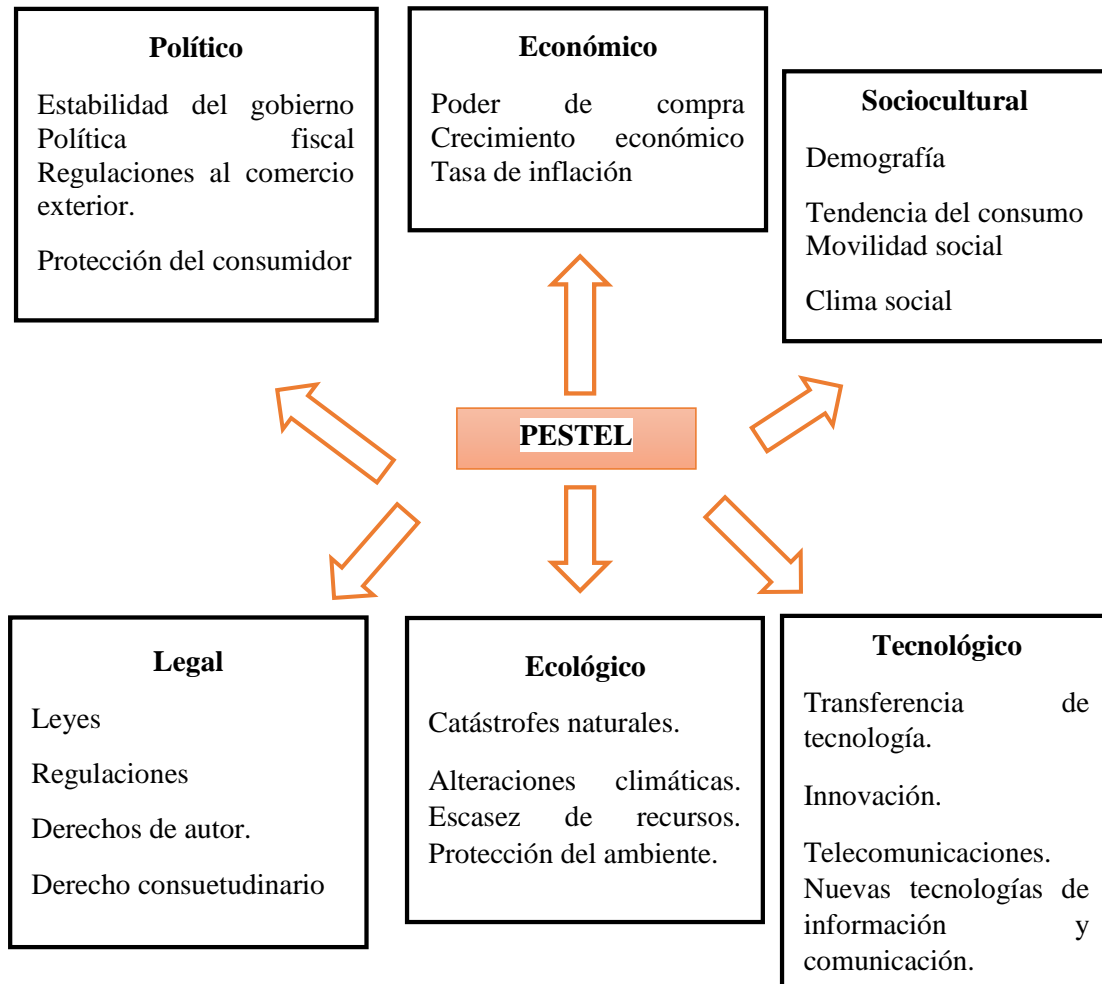 Político
Estabilidad del gobierno
Política fiscal
Regulaciones al comercio
exterior.
Protección del consumidor
Económico
Poder de compra
Crecimiento económico
Tasa de inflación
Sociocultural
Demografía
Tendencia del consumo
Movilidad social
Clima social
PESTEL
Legal
Leyes
Regulaciones
Derechos de autor.
Derecho consuetudinario
Ecológico
Catástrofes naturales.
Alteraciones climáticas.
Escasez de recursos.
Protección del ambiente.
Tecnológico
Transferencia de
tecnología.
Innovación.
Telecomunicaciones.
Nuevas tecnologías de
información y
comunicación.